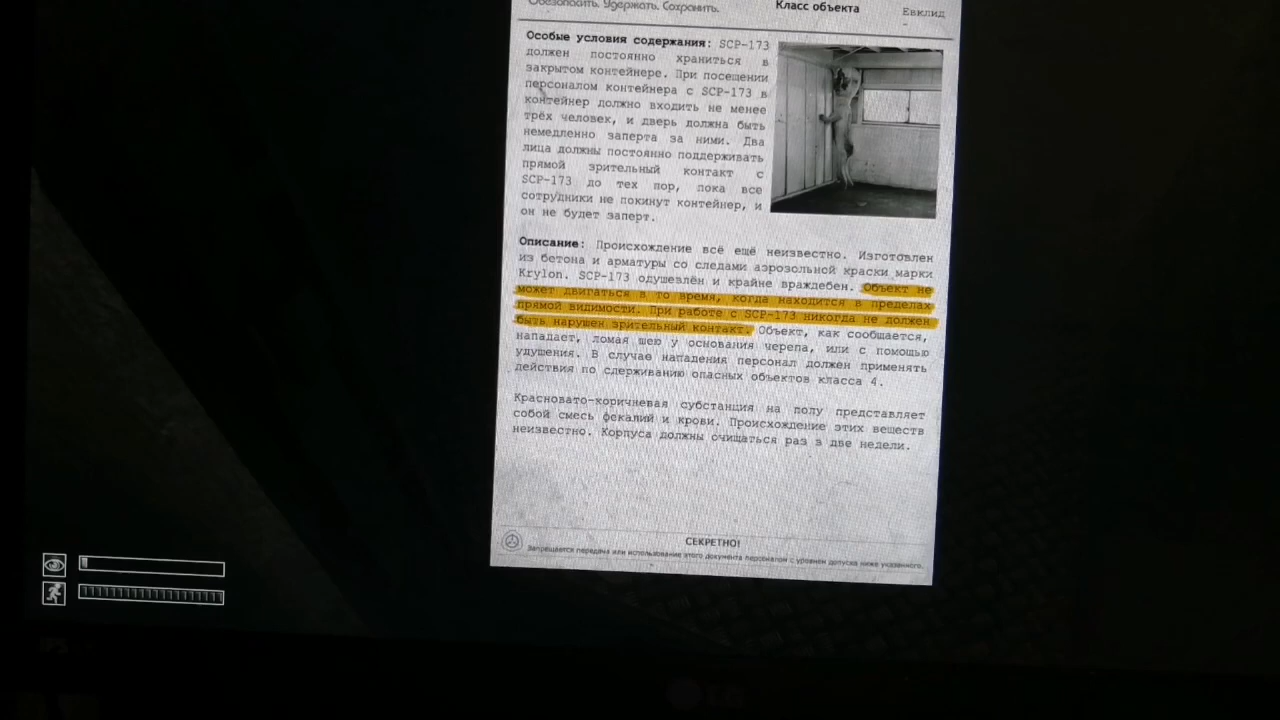 Обезопасить. Удержать. Сохранить.
Класс объекта
Евклид
Особые условия содержания: SCP-173
должен постоянно храниться в
закрытом контейнере. При посещении
персоналом контейнера с SCP-173 в
контейнер должно входить не менее
трёх человек, и дверь должна быть
немедленно заперта за ними. Два
лица должны постоянно поддерживать
прямой зрительный контакт с
SCP-173 до тех пор, пока все
сотрудники не покинут контейнер, и
он не будет заперт.
Описание: Происхождение всё ещё неизвестно. Изготовлен
из бетона и арматуры со следами аэрозольной краски марки
Krylon. SCP-173 одушевлён и крайне враждебен. Объект не
может двигаться в то время, когда находится в пределах
прямой видимости. При работе с SCP-173 никогда не должен
быть нарушен зрительный контакт. Объект, как сообщается,
нападает, ломая шею у основания черепа, или с помощью
удушения. В случае нападения персонал должен применять
действия по сдерживанию опасных объектов класса 4.
Красновато-коричневая субстанция на полу представляет
собой смесь фекалий и крови. Происхождение этих веществ
неизвестно. Корпуса должны очищаться раз в две недели.
СЕКРЕТНО!
Запрещается передача или использование этого документа персоналом с уровнем допуска ниже указанного.
IPS
LG